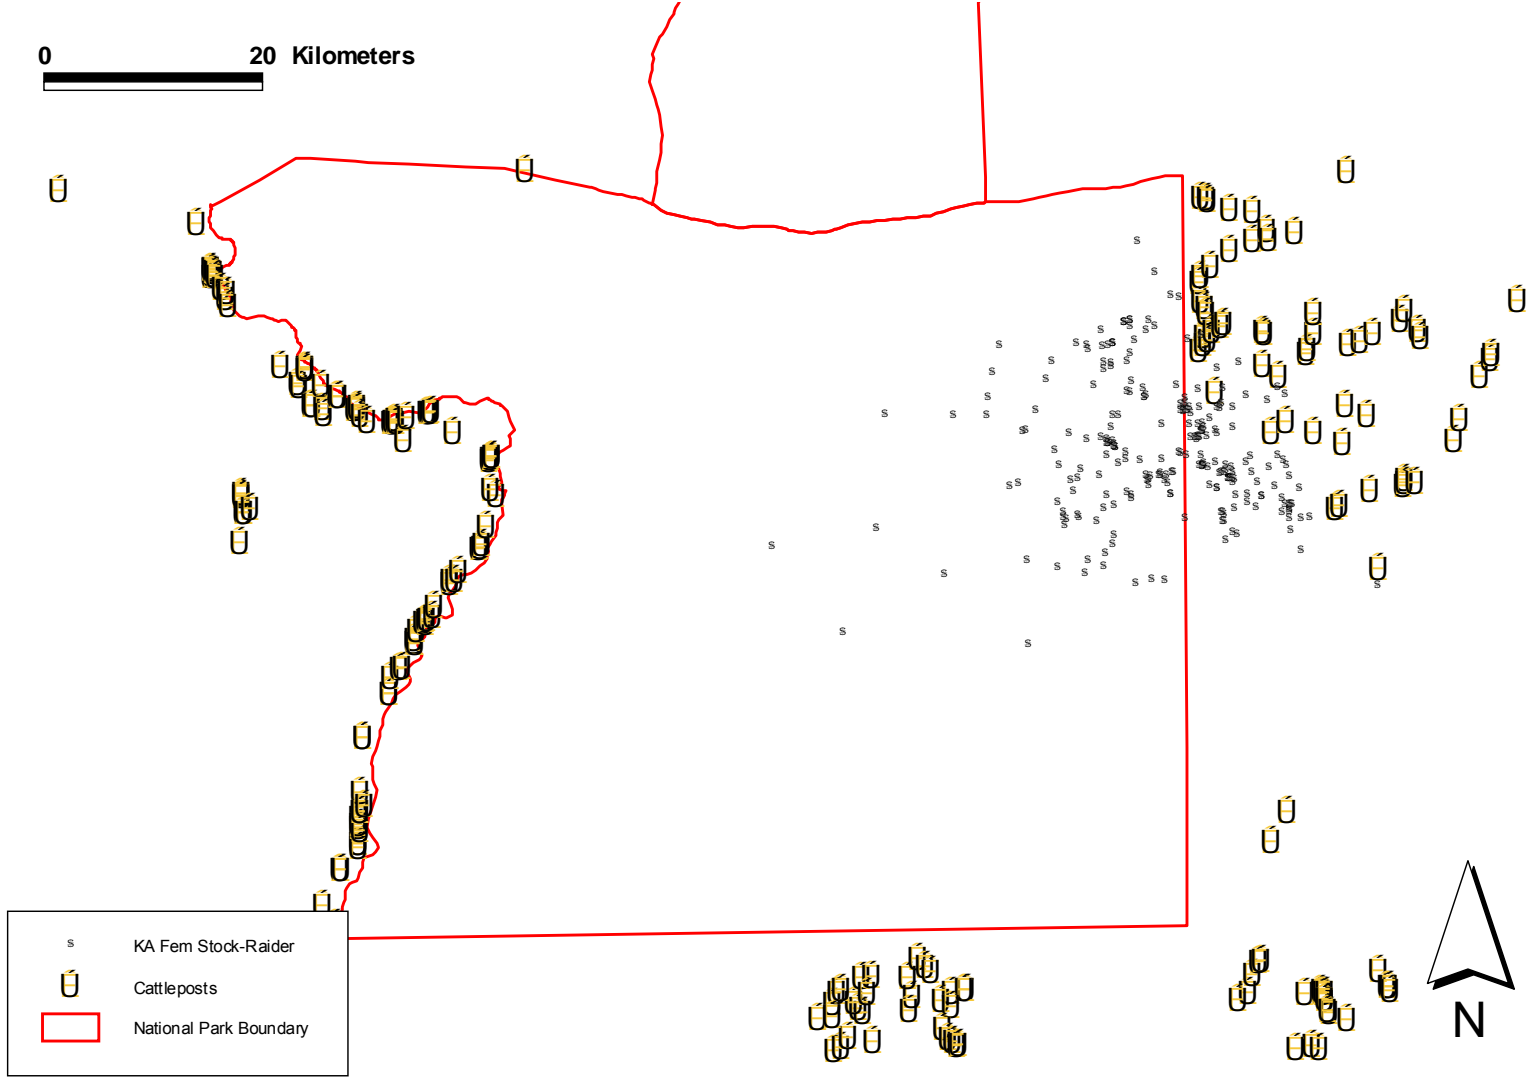 0 20 Kilometers
KA Fem Stock-Raider
Cattleposts
National Park Boundary
N